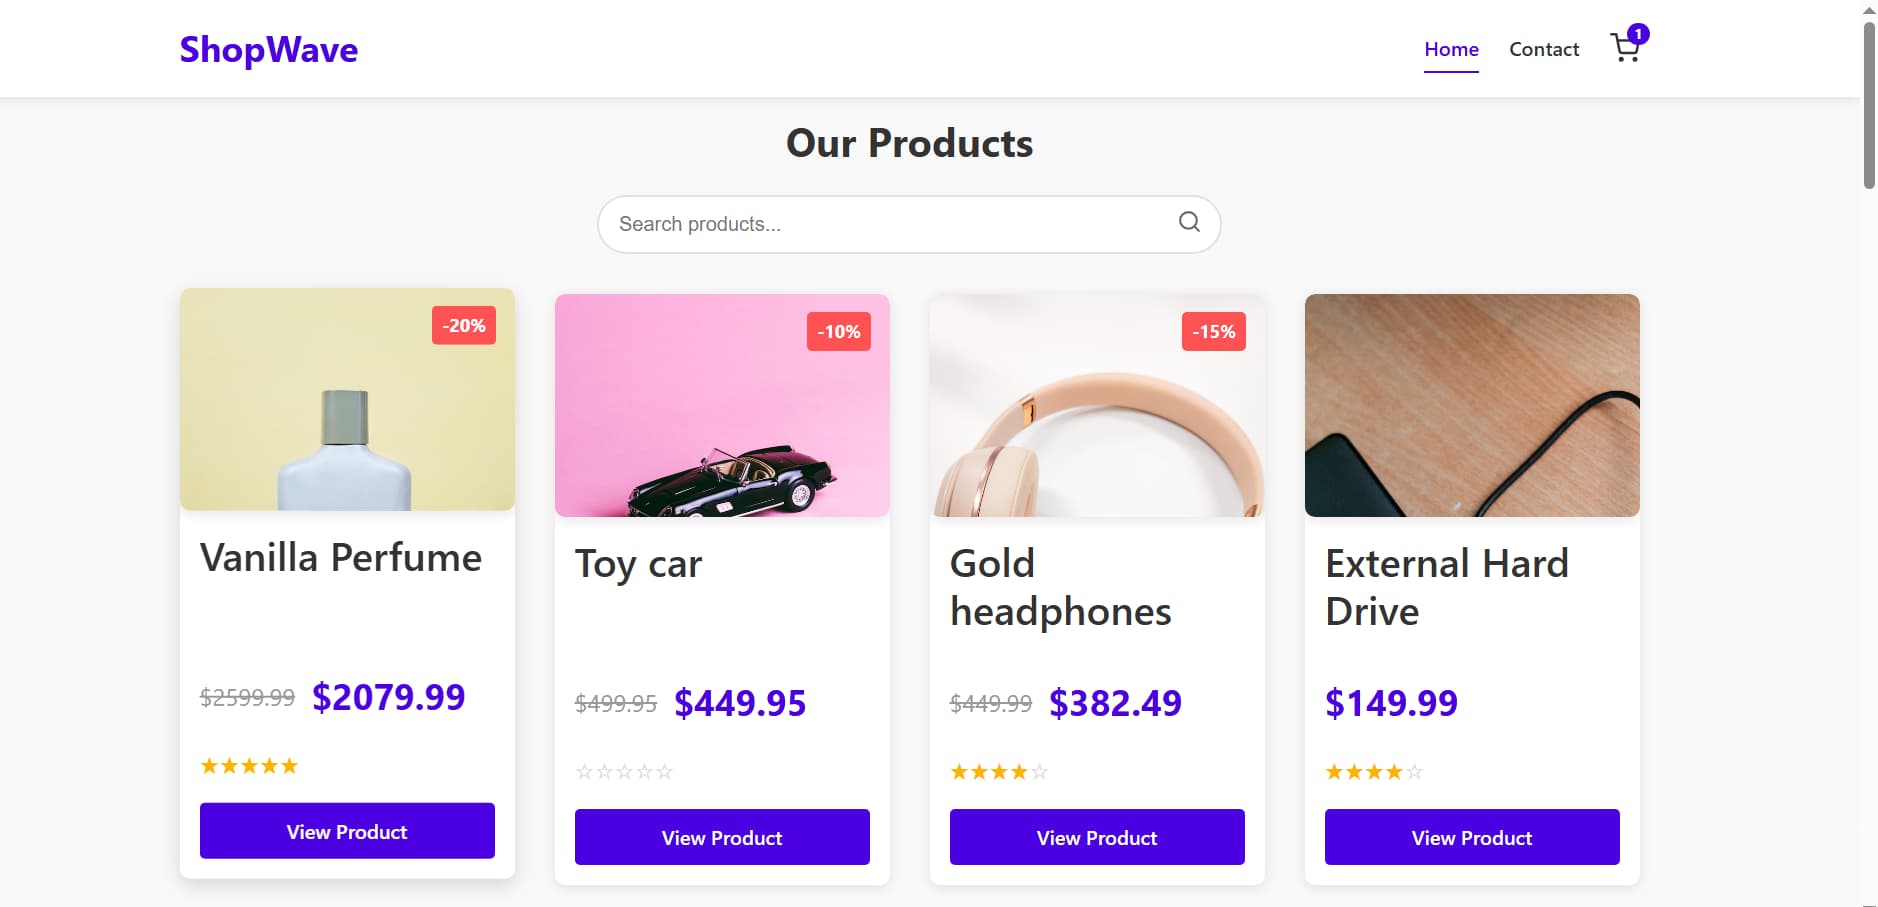 ShopWave
Home Contact 1
Our Products
Search products...
-20%
Vanilla Perfume
$2599.99 $2079.99
View Product
-10%
Toy car
$499.95 $449.95
View Product
-15%
Gold
headphones
$449.99 $382.49
View Product
External Hard
Drive
$149.99
View Product